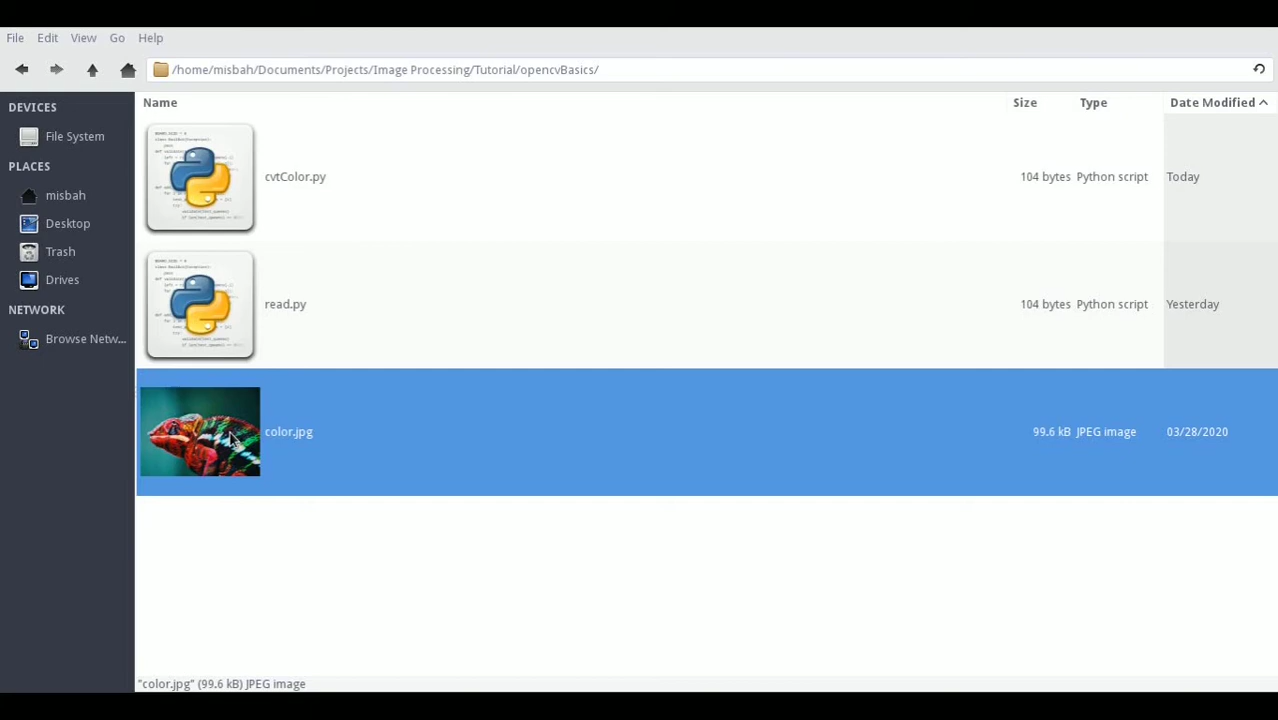 File Edit View Go Help
/home/misbah/Documents/Projects/Image Processing/Tutorial/opencvBasics/
DEVICES
File System
PLACES
misbah
Desktop
Trash
Drives
NETWORK
Browse Netw...
Name Size Type Date Modified
cvtColor.py 104 bytes Python script Today
read.py 104 bytes Python script Yesterday
color.jpg 99.6 kB JPEG image 03/28/2020
"color.jpg" (99.6 kB) JPEG image